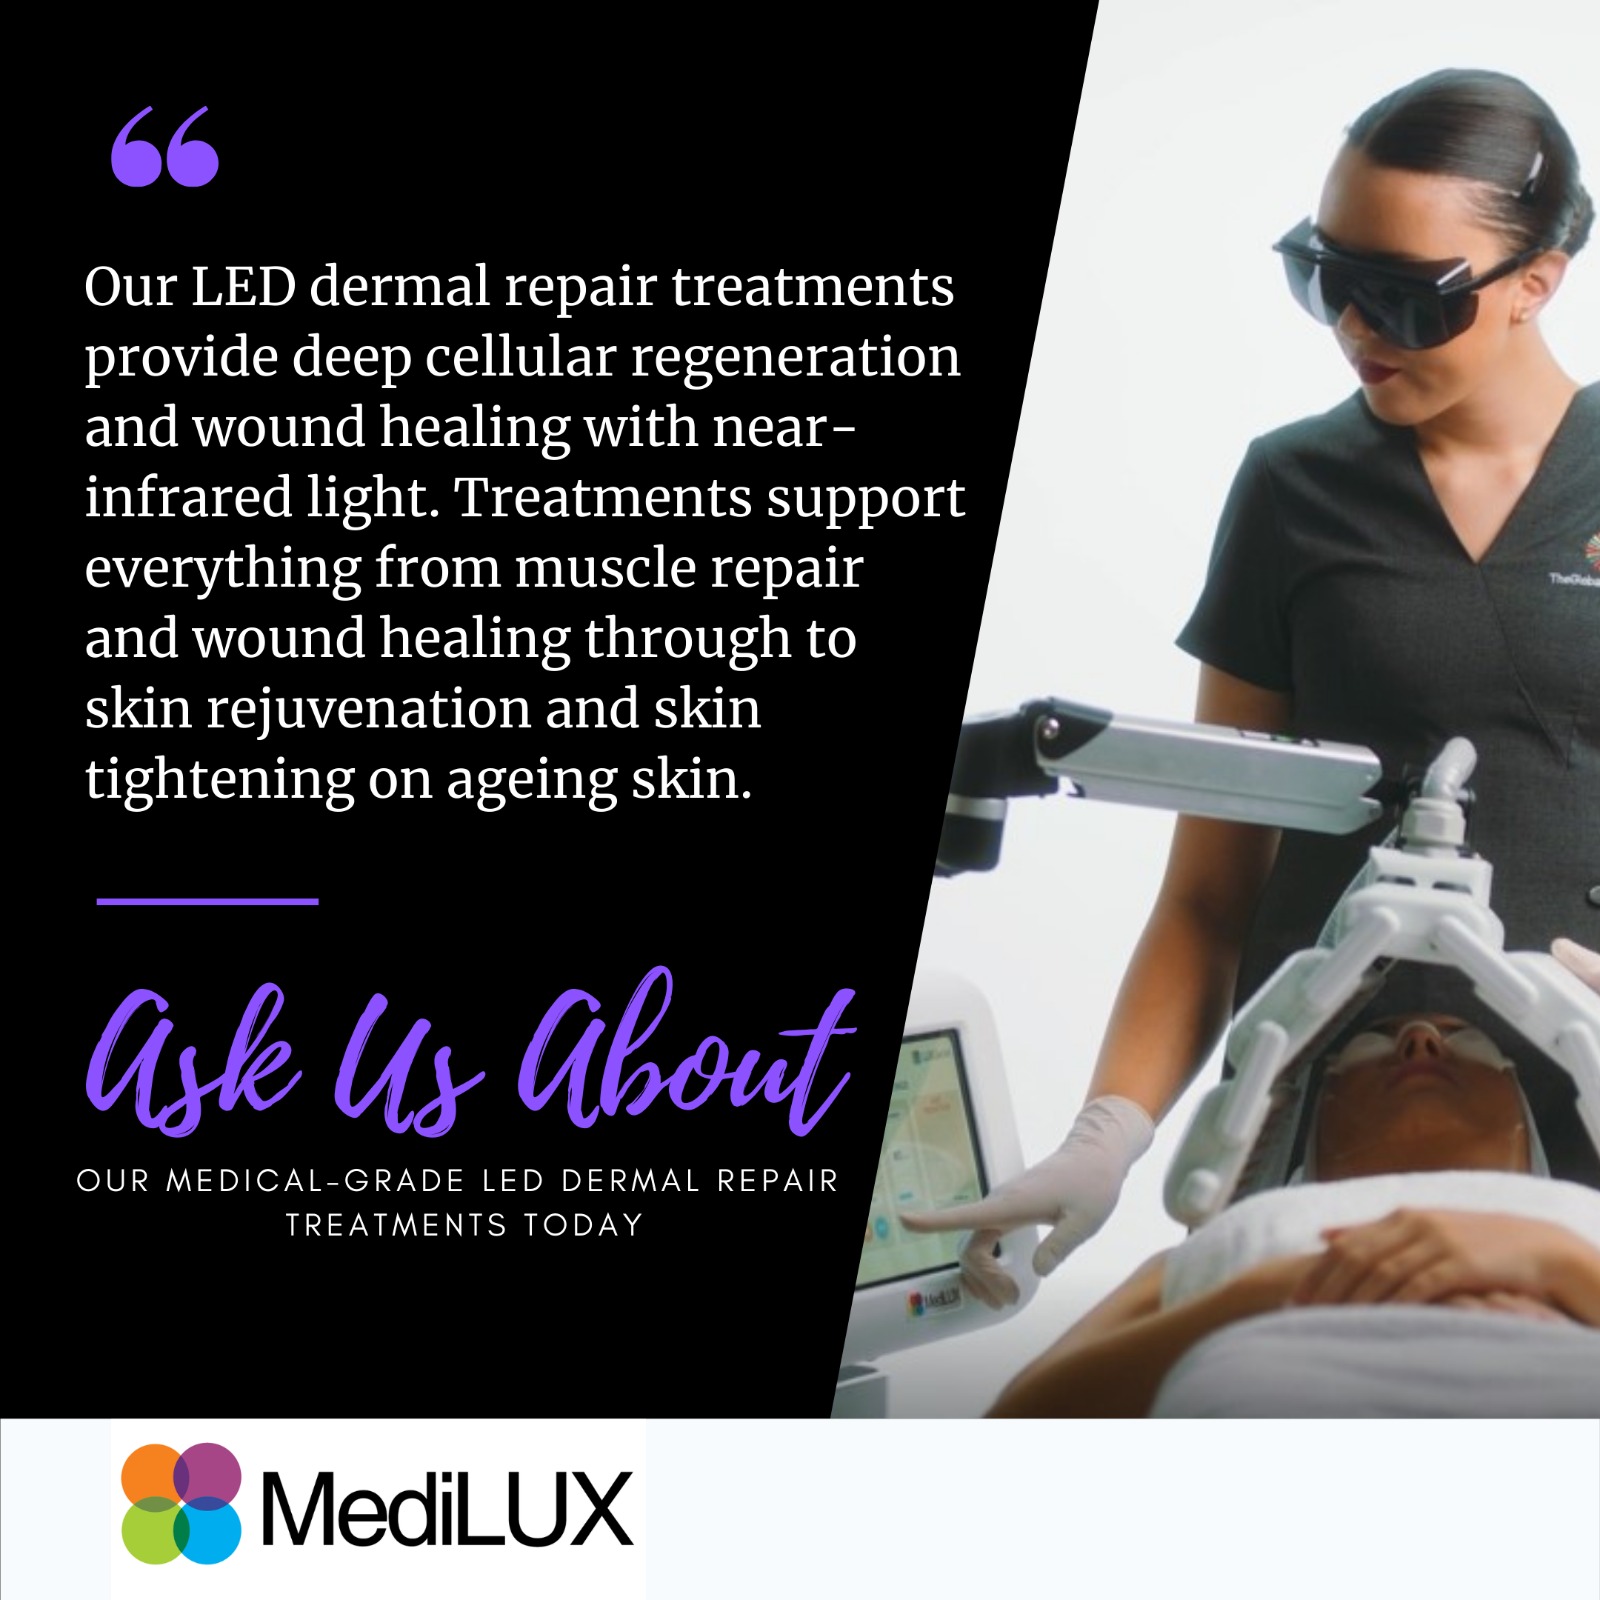 “
Our LED dermal repair treatments
provide deep cellular regeneration
and wound healing with near-
infrared light. Treatments support
everything from muscle repair
and wound healing through to
skin rejuvenation and skin
tightening on ageing skin.
Ask Us About
OUR MEDICAL-GRADE LED DERMAL REPAIR
TREATMENTS TODAY
MediLUX
MediLUX